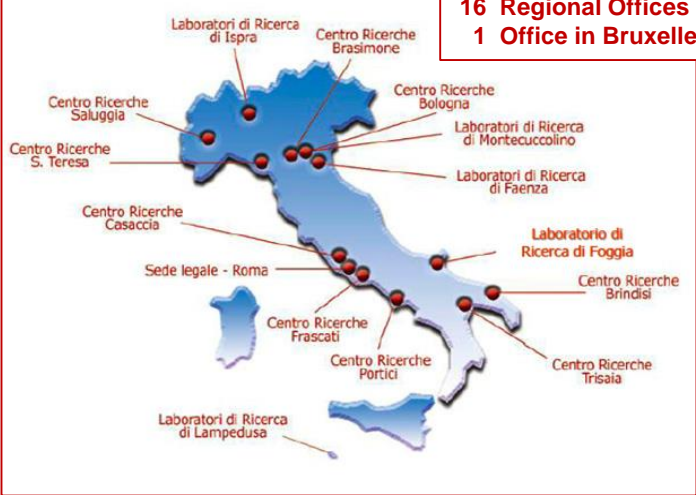 16 Regional Offices
1 Office in Bruxelle
Laboratori di Ricerca
di Ispra
Centro Ricerche
Brasimone
Centro Ricerche
Bologna
Centro Ricerche
Saluggia
Laboratori di Ricerca
di Montecuccolino
Centro Ricerche
S. Teresa
Laboratori di Ricerca
di Faenza
Centro Ricerche
Casaccia
Laboratorio di
Ricerca di Foggia
Sede legale - Roma
Centro Ricerche
Brindisi
Centro Ricerche
Frascati
Centro Ricerche
Portici
Centro Ricerche
Trisaia
Laboratori di Ricerca
di Lampedusa